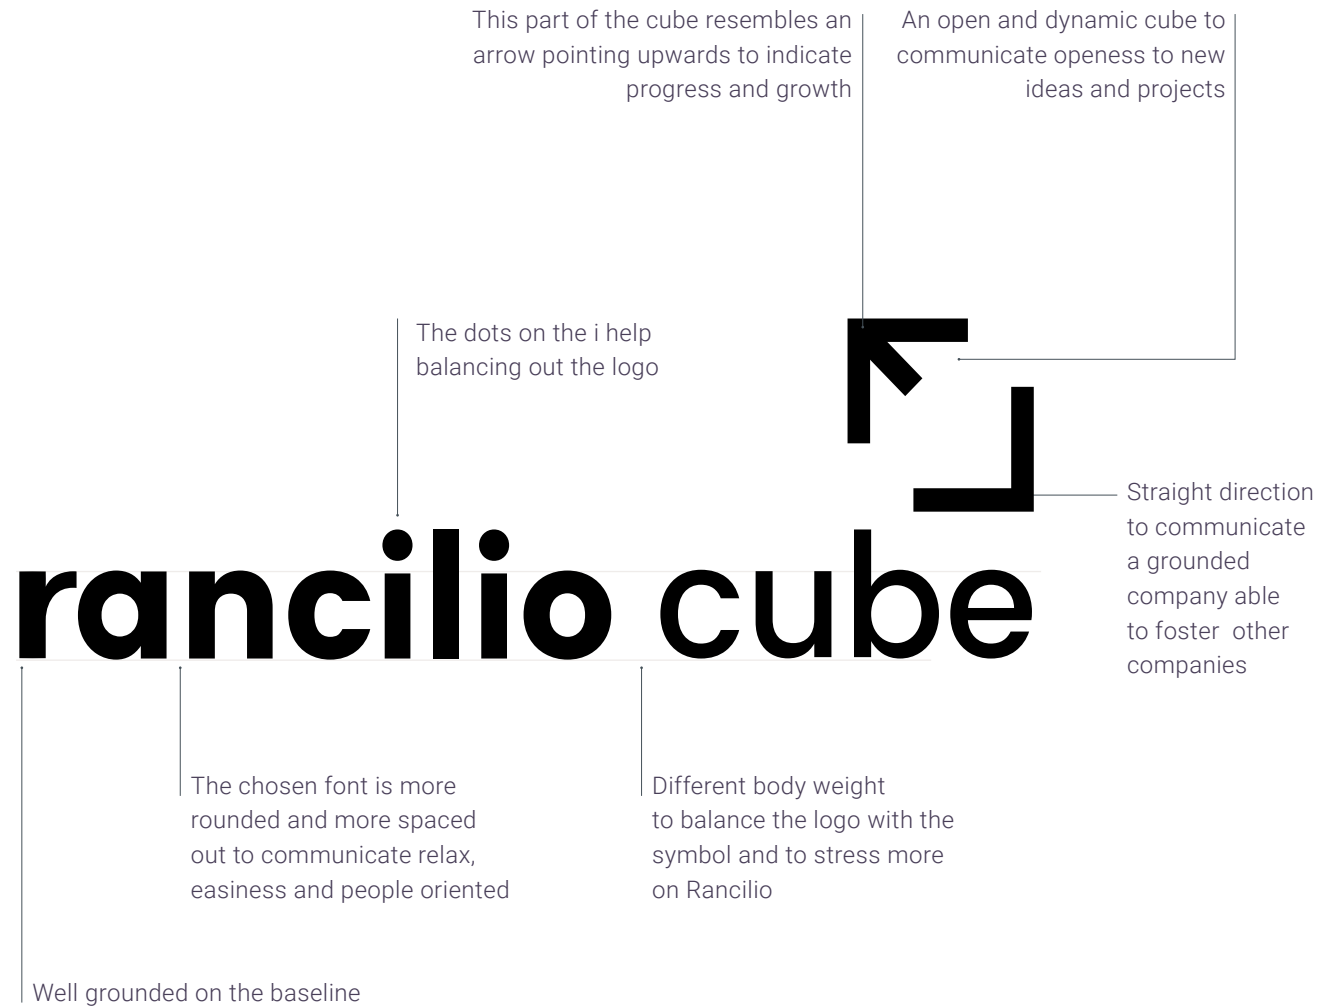 This part of the cube resembles an
arrow pointing upwards to indicate
progress and growth
An open and dynamic cube to
communicate openess to new
ideas and projects
The dots on the i help
balancing out the logo
Straight direction
to communicate
a grounded
company able
to foster  other
companies
rancilio cube
The chosen font is more
rounded and more spaced
out to communicate relax,
easiness and people oriented
Different body weight
to balance the logo with the
symbol and to stress more
on Rancilio
Well grounded on the baseline